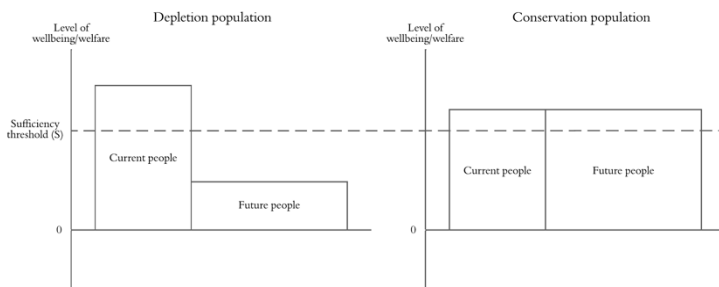 Depletion population
Level of
wellbeing/welfare
Sufficiency
threshold (S)
Current people
Future people
0
Conservation population
Level of
wellbeing/welfare
Current people
Future people
0